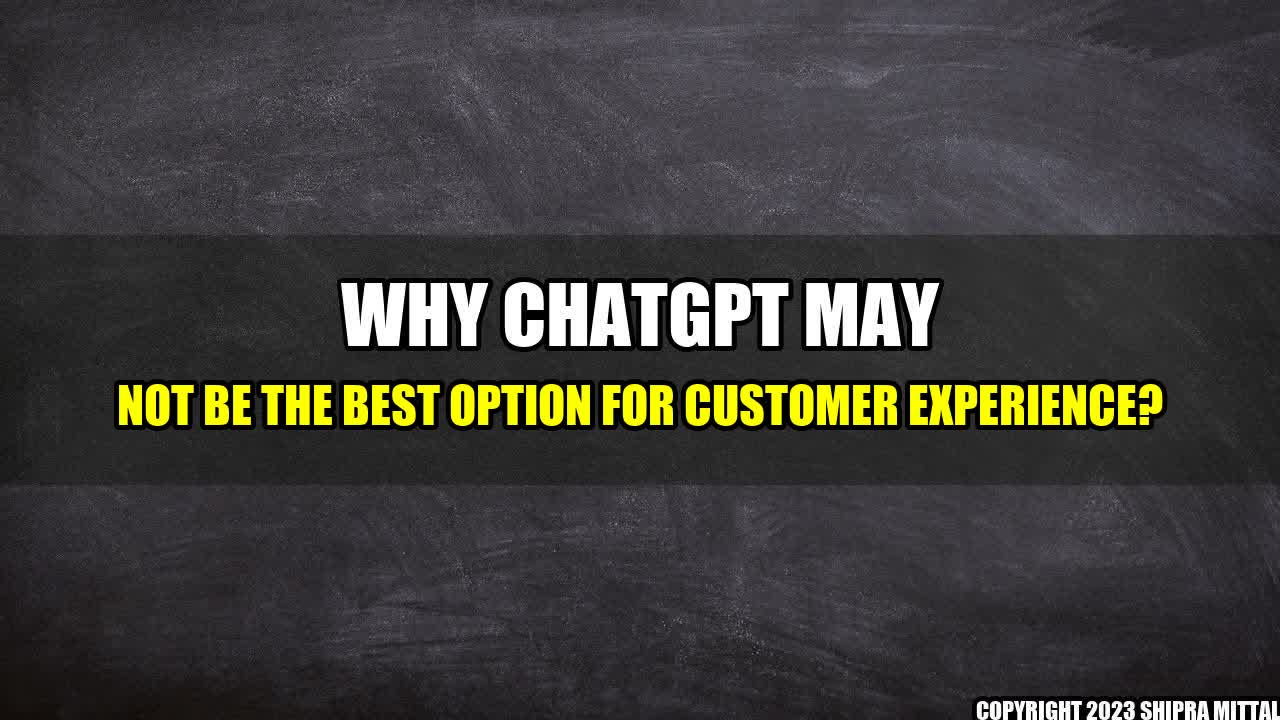 WHY CHATGPT MAY
NOT BE THE BEST OPTION FOR CUSTOMER EXPERIENCE?
COPYRIGHT 2023 SHIPRA MITTAL